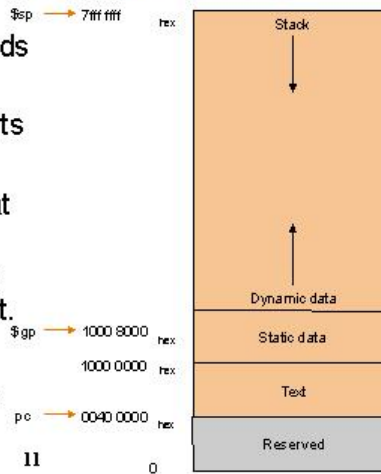 $sp 7fff ffff hex
Stack
ds
ts
t.
Dynamic data
$gp 1000 8000 hex
Static data
1000 0000 hex
Text
pc 0040 0000 hex
Reserved
11
0